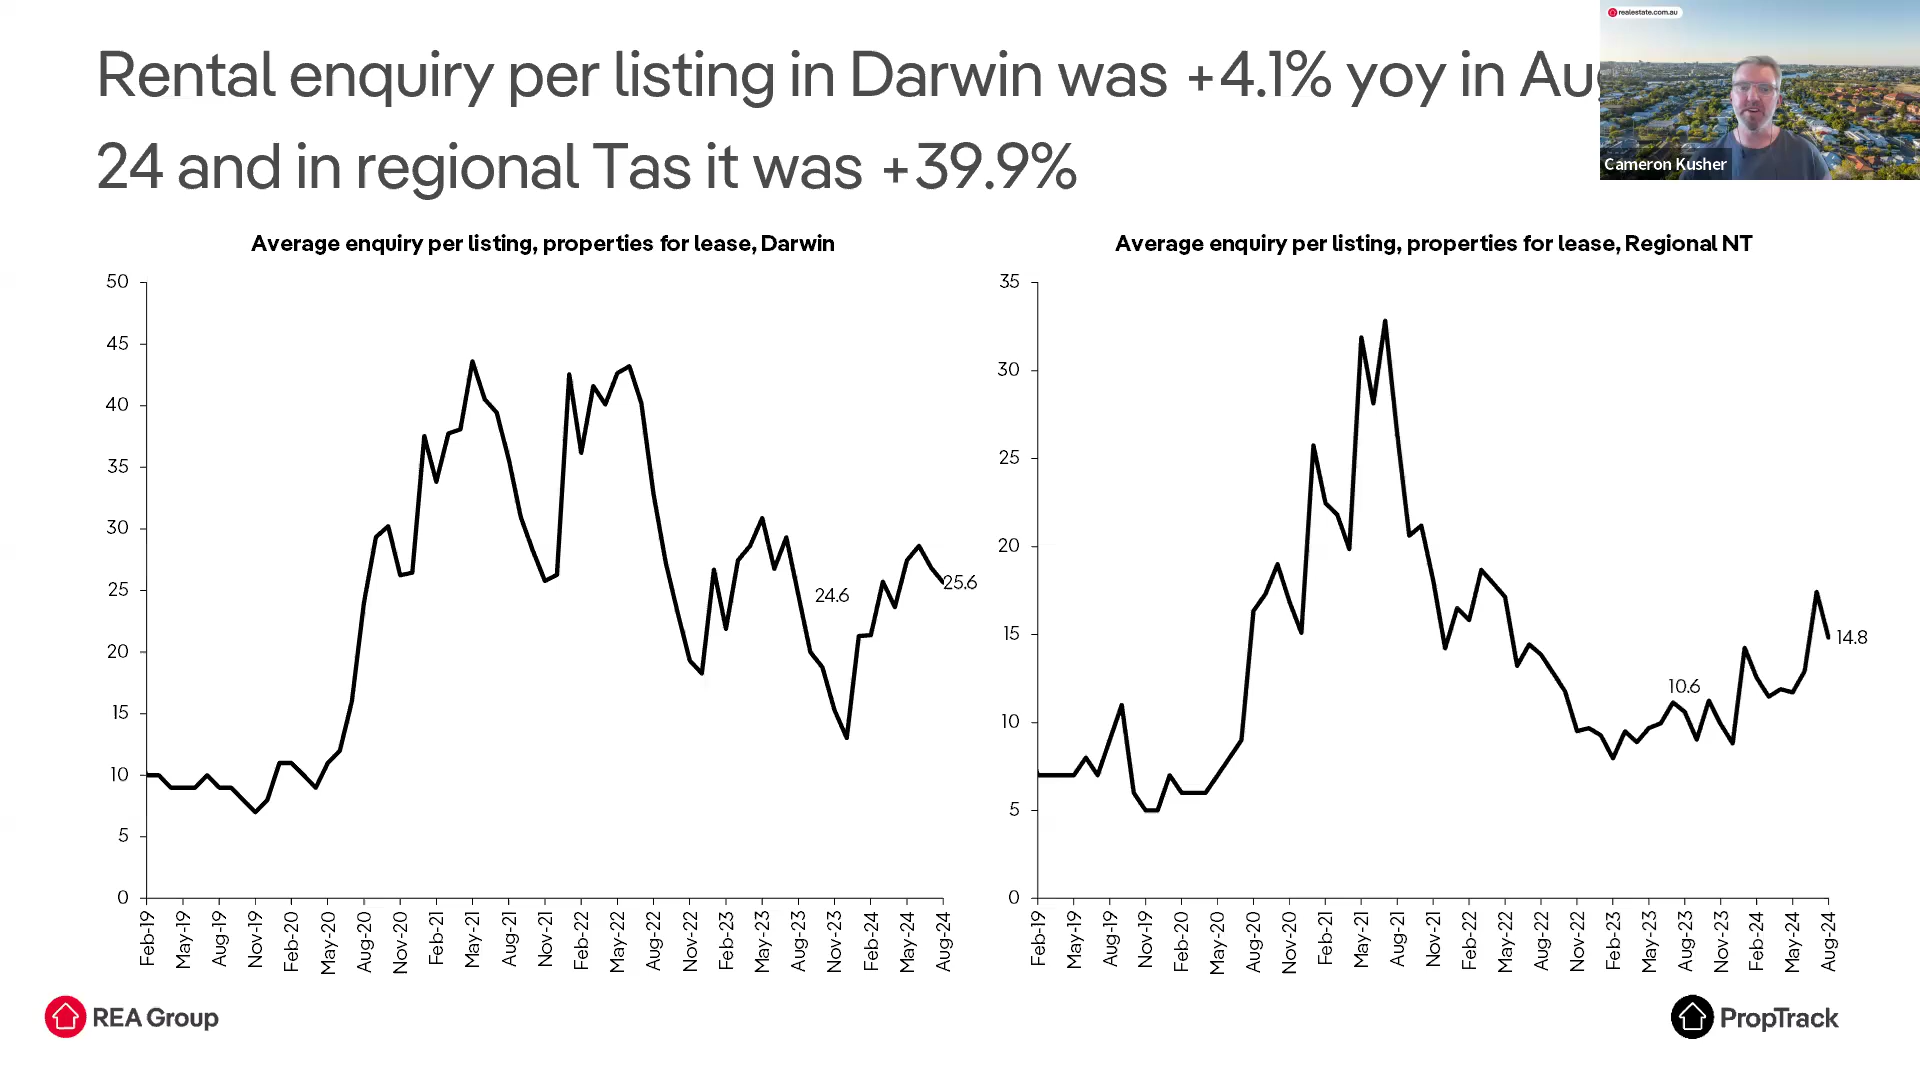 Rental enquiry per listing in Darwin was +4.1% yoy in
24 and in regional Tas it was +39.9%
realestate.com.au
Cameron Kusher
Average enquiry per listing, properties for lease, Darwin
50
45
40
35
30
25
20
15
10
5
0
24.6
25.6
Feb-19
May-19
Aug-19
Nov-19
Feb-20
May-20
Aug-20
Nov-20
Feb-21
May-21
Aug-21
Nov-21
Feb-22
May-22
Aug-22
Nov-22
Feb-23
May-23
Aug-23
Nov-23
Feb-24
May-24
Aug-24
Average enquiry per listing, properties for lease, Regional NT
35
30
25
20
15
10
5
0
10.6
14.8
Feb-19
May-19
Aug-19
Nov-19
Feb-20
May-20
Aug-20
Nov-20
Feb-21
May-21
Aug-21
Nov-21
Feb-22
May-22
Aug-22
Nov-22
Feb-23
May-23
Aug-23
Nov-23
Feb-24
May-24
Aug-24
REA Group
PropTrack